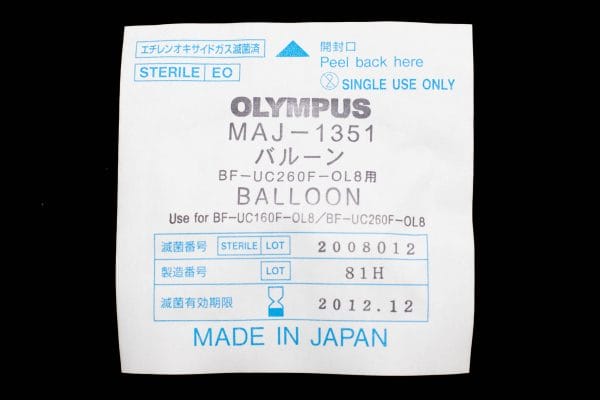 エチレンオキサイドガス滅菌済
STERILE EO
開封口
Peel back here
SINGLE USE ONLY
OLYMPUS
MAJ-1351
バルーン
BF-UC260F-OL8用
BALLOON
Use for BF-UC160F-OL8/BF-UC260F-OL8
滅菌番号 STERILE LOT 2008012
製造番号 LOT 81H
滅菌有効期限 2012.12
MADE IN JAPAN